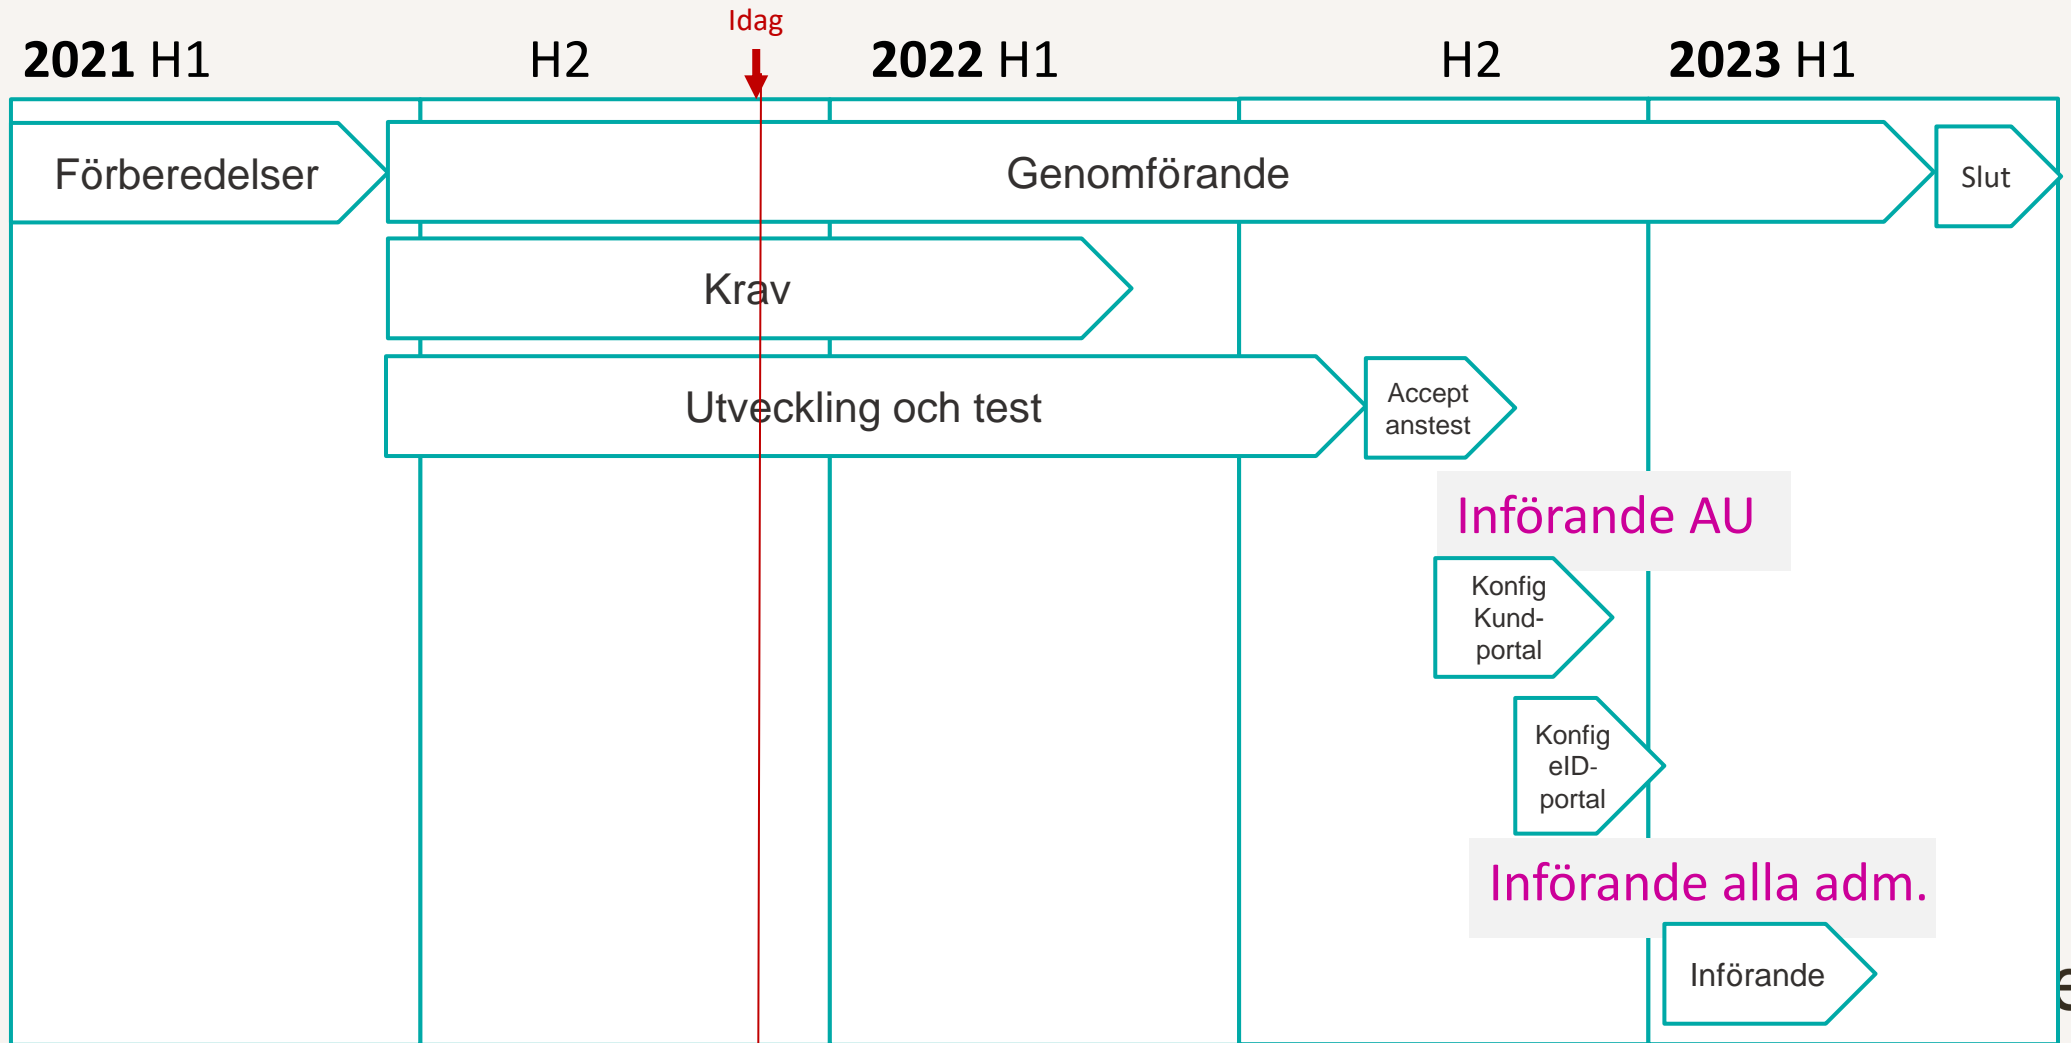 Idag
2021 H1
H2
2022 H1
H2
2023 H1
Förberedelser
Genomförande
Slut
Krav
Utveckling och test
Accept
anstest
Införande AU
Konfig
Kund-
portal
Konfig
eID-
portal
Införande alla adm.
Införande
e